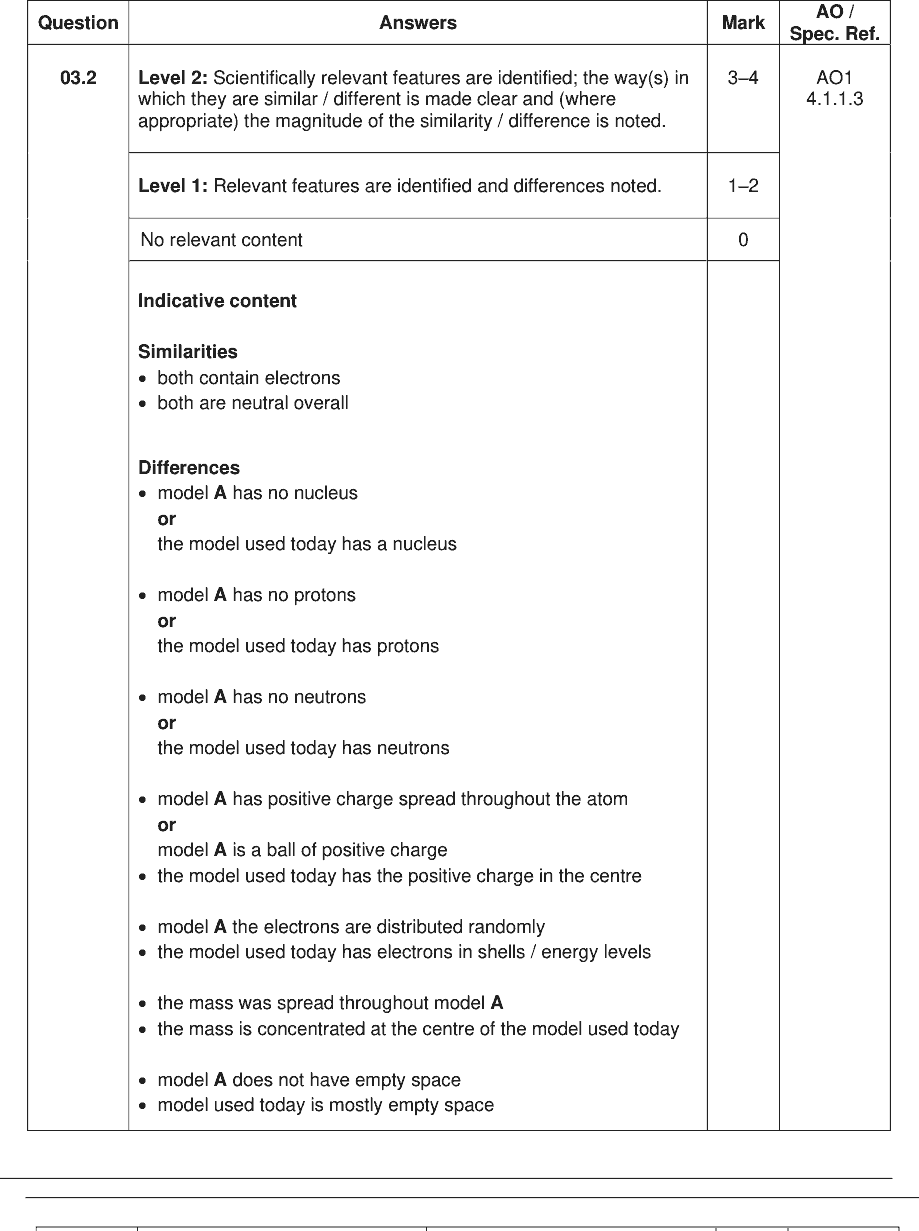 Question Answers Mark AO /
Spec. Ref.
03.2 Level 2: Scientifically relevant features are identified; the way(s) in 3–4 AO1
which they are similar / different is made clear and (where 4.1.1.3
appropriate) the magnitude of the similarity / difference is noted.
Level 1: Relevant features are identified and differences noted. 1–2
No relevant content 0
Indicative content
Similarities
• both contain electrons
• both are neutral overall
Differences
• model A has no nucleus
or
the model used today has a nucleus
• model A has no protons
or
the model used today has protons
• model A has no neutrons
or
the model used today has neutrons
• model A has positive charge spread throughout the atom
or
model A is a ball of positive charge
• the model used today has the positive charge in the centre
• model A the electrons are distributed randomly
• the model used today has electrons in shells / energy levels
• the mass was spread throughout model A
• the mass is concentrated at the centre of the model used today
• model A does not have empty space
• model used today is mostly empty space